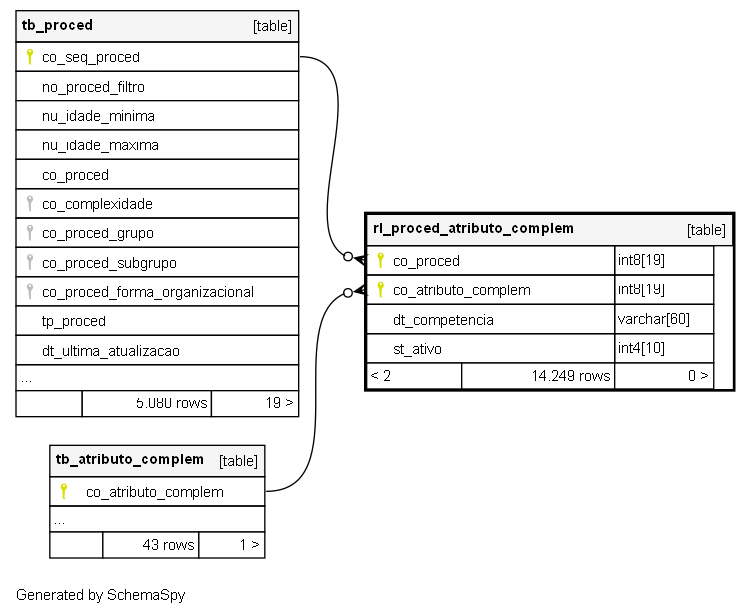 tb_proced [table]
co_seq_proced
no_proced_filtro
nu_idade_minima
nu_idade_maxima
co_proced
co_complexidade
co_proced_grupo
co_proced_subgrupo
co_proced_forma_organizacional
tp_proced
dt_ultima_atualizacao
...
5.080 rows 19 >
rl_proced_atributo_complem [table]
co_proced int8[19]
co_atributo_complem int8[19]
dt_competencia varchar[60]
st_ativo int4[10]
< 2 14.249 rows 0 >
tb_atributo_complem [table]
co_atributo_complem
...
43 rows 1 >
Generated by SchemaSpy